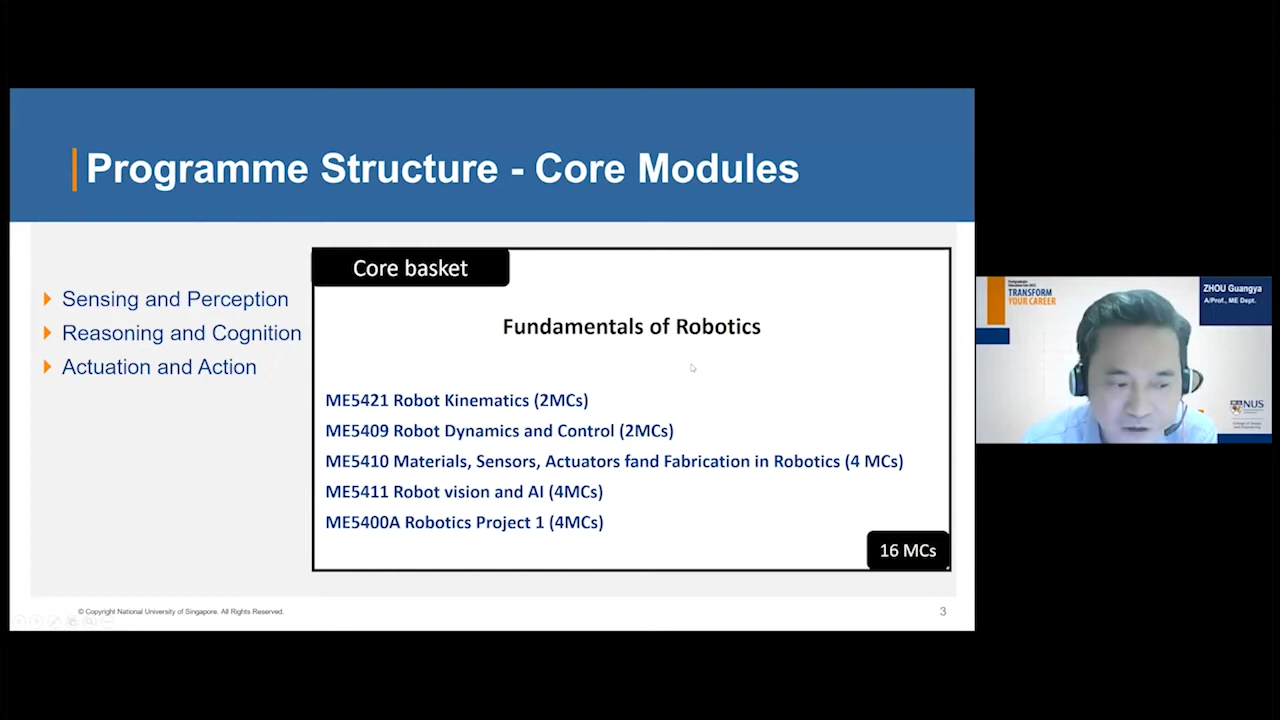 Programme Structure - Core Modules
Sensing and Perception
Reasoning and Cognition
Actuation and Action
Core basket
Fundamentals of Robotics
ME5421 Robot Kinematics (2MCs)
ME5409 Robot Dynamics and Control (2MCs)
ME5410 Materials, Sensors, Actuators fand Fabrication in Robotics (4 MCs)
ME5411 Robot vision and AI (4MCs)
ME5400A Robotics Project 1 (4MCs)
16 MCs
© Copyright National University of Singapore. All Rights Reserved.
3
TRANSFORM
YOUR CAREER
ZHOU Guangya
A/Prof., ME Dept.
NUS